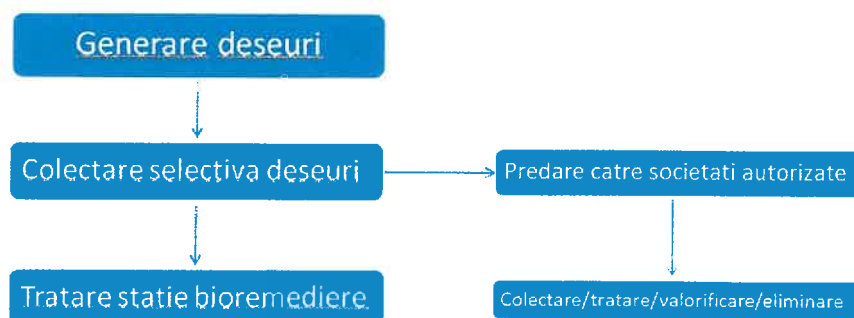 Generare deseuri
Colectare selectiva deseuri
Predare catre societati autorizate
Tratare statie bioremediere
Colectare/tratare/valorificare/eliminare